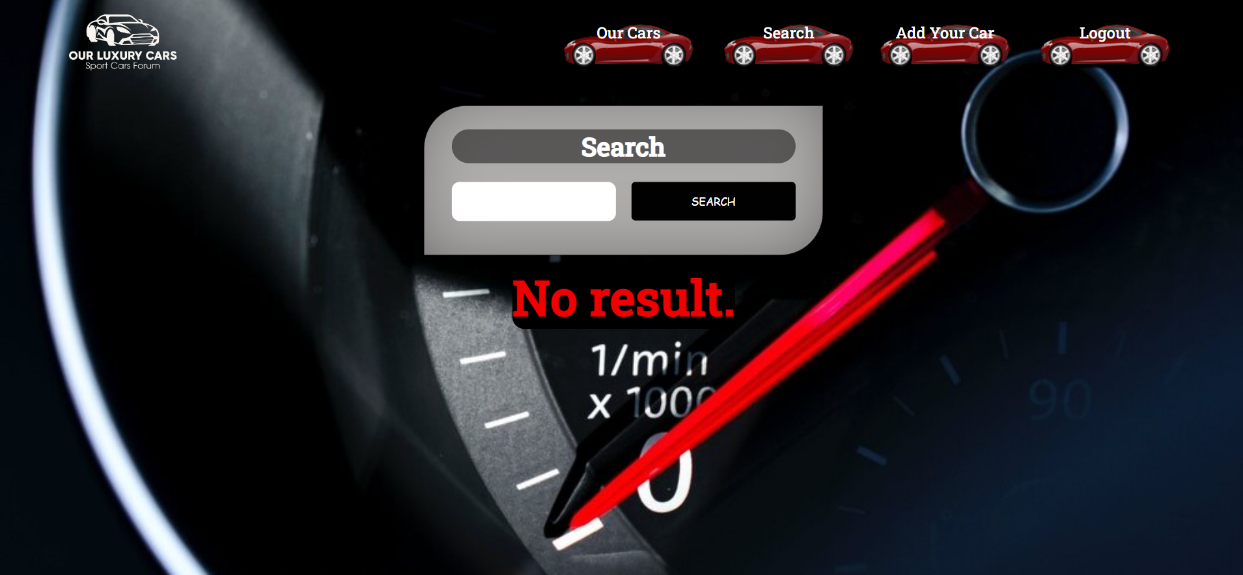 OUR LUXURY CARS
Sport Cars Forum
Our Cars
Search
Add Your Car
Logout
Search
SEARCH
No result.
1/min
x 1000
0
90